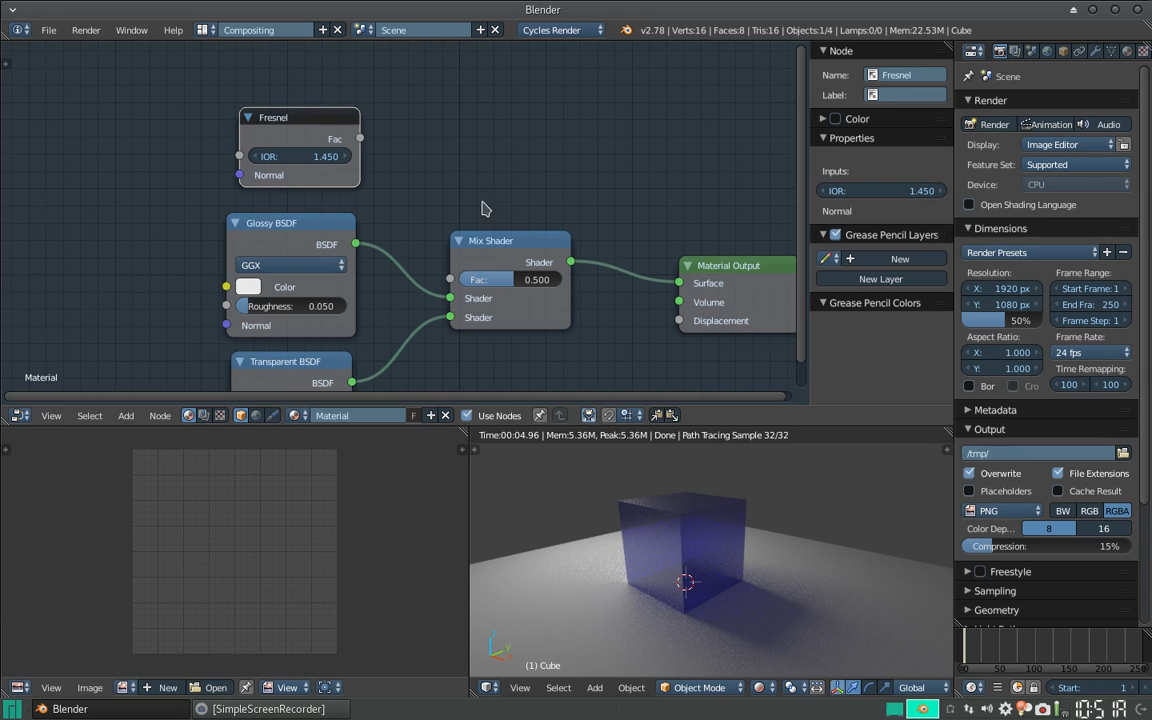 Blender
File Render Window Help Compositing Scene Cycles Render v2.78 | Verts:16 | Faces:8 | Tris:16 | Objects:1/4 | Lamps:0/0 | Mem:22.53M | Cube
Fresnel
Fac
IOR: 1.450
Normal
Glossy BSDF
BSDF
GGX
Color
Roughness: 0.050
Normal
Transparent BSDF
BSDF
Mix Shader
Shader
Fac: 0.500
Shader
Shader
Material Output
Surface
Volume
Displacement
Material
Node
Name: Fresnel
Label:
Color
Properties
Inputs:
IOR: 1.450
Normal
Grease Pencil Layers
New
New Layer
Grease Pencil Colors
Scene
Render
Render Animation Audio
Display: Image Editor
Feature Set: Supported
Device: CPU
Open Shading Language
Dimensions
Render Presets
Resolution: Frame Range:
X: 1920 px Start Frame: 1
Y: 1080 px End Fra: 250
50% Frame Step: 1
Aspect Ratio: Frame Rate:
X: 1.000 24 fps
Y: 1.000 Time Remapping:
Bor Cro 100 100
Metadata
Output
/tmp/
Overwrite File Extensions
Placeholders Cache Result
PNG BW RGB RGBA
Color Dep... 8 16
Compression: 15%
Freestyle
Sampling
Geometry
View Select Add Node Material F Use Nodes
Time:00:04.96 | Mem:5.36M, Peak:5.36M | Done | Path Tracing Sample 32/32
z
y
(1) Cube
0 50 100 150 200 250
View Image New Open View
View Select Add Object Object Mode Global
Start: 1
Blender [SimpleScreenRecorder]